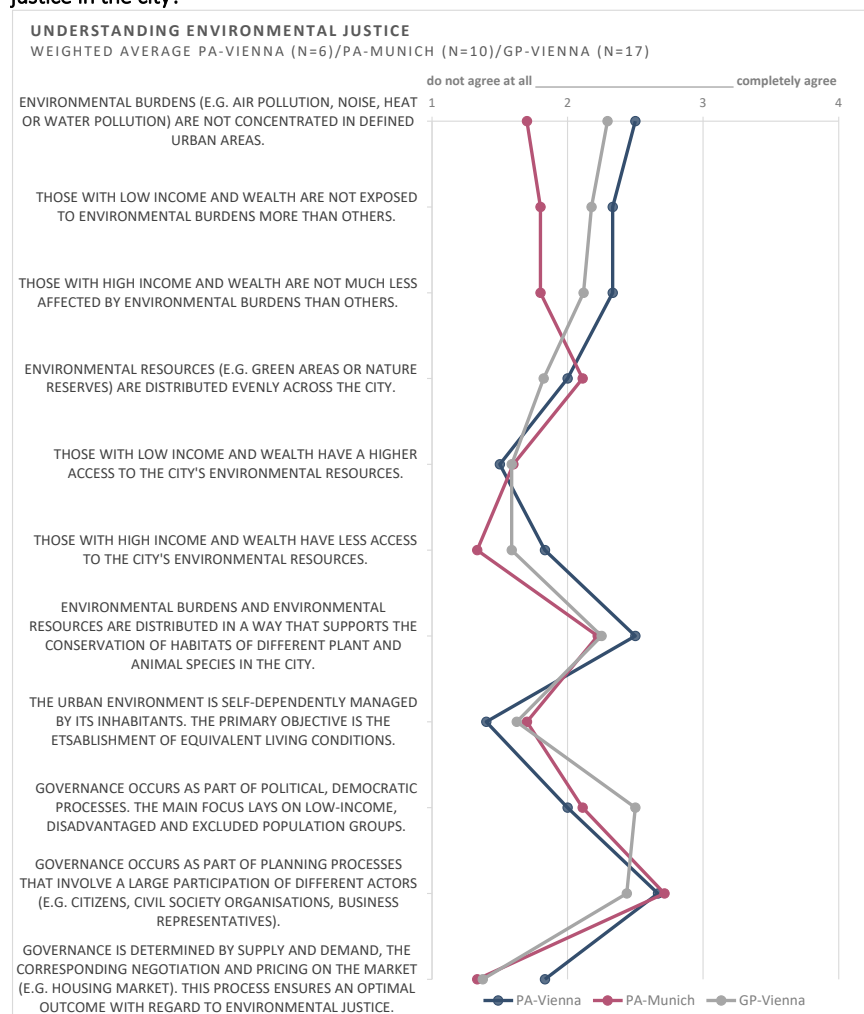 justice in the city?
UNDERSTANDING ENVIRONMENTAL JUSTICE
WEIGHTED AVERAGE PA-VIENNA (N=6)/PA-MUNICH (N=10)/GP-VIENNA (N=17)
do not agree at all ______________________________ completely agree
1 2 3 4
ENVIRONMENTAL BURDENS (E.G. AIR POLLUTION, NOISE, HEAT
OR WATER POLLUTION) ARE NOT CONCENTRATED IN DEFINED
URBAN AREAS.
THOSE WITH LOW INCOME AND WEALTH ARE NOT EXPOSED
TO ENVIRONMENTAL BURDENS MORE THAN OTHERS.
THOSE WITH HIGH INCOME AND WEALTH ARE NOT MUCH LESS
AFFECTED BY ENVIRONMENTAL BURDENS THAN OTHERS.
ENVIRONMENTAL RESOURCES (E.G. GREEN AREAS OR NATURE
RESERVES) ARE DISTRIBUTED EVENLY ACROSS THE CITY.
THOSE WITH LOW INCOME AND WEALTH HAVE A HIGHER
ACCESS TO THE CITY'S ENVIRONMENTAL RESOURCES.
THOSE WITH HIGH INCOME AND WEALTH HAVE LESS ACCESS
TO THE CITY'S ENVIRONMENTAL RESOURCES.
ENVIRONMENTAL BURDENS AND ENVIRONMENTAL
RESOURCES ARE DISTRIBUTED IN A WAY THAT SUPPORTS THE
CONSERVATION OF HABITATS OF DIFFERENT PLANT AND
ANIMAL SPECIES IN THE CITY.
THE URBAN ENVIRONMENT IS SELF-DEPENDENTLY MANAGED
BY ITS INHABITANTS. THE PRIMARY OBJECTIVE IS THE
ETSABLISHMENT OF EQUIVALENT LIVING CONDITIONS.
GOVERNANCE OCCURS AS PART OF POLITICAL, DEMOCRATIC
PROCESSES. THE MAIN FOCUS LAYS ON LOW-INCOME,
DISADVANTAGED AND EXCLUDED POPULATION GROUPS.
GOVERNANCE OCCURS AS PART OF PLANNING PROCESSES
THAT INVOLVE A LARGE PARTICIPATION OF DIFFERENT ACTORS
(E.G. CITIZENS, CIVIL SOCIETY ORGANISATIONS, BUSINESS
REPRESENTATIVES).
GOVERNANCE IS DETERMINED BY SUPPLY AND DEMAND, THE
CORRESPONDING NEGOTIATION AND PRICING ON THE MARKET
(E.G. HOUSING MARKET). THIS PROCESS ENSURES AN OPTIMAL
OUTCOME WITH REGARD TO ENVIRONMENTAL JUSTICE.
PA-Vienna PA-Munich GP-Vienna